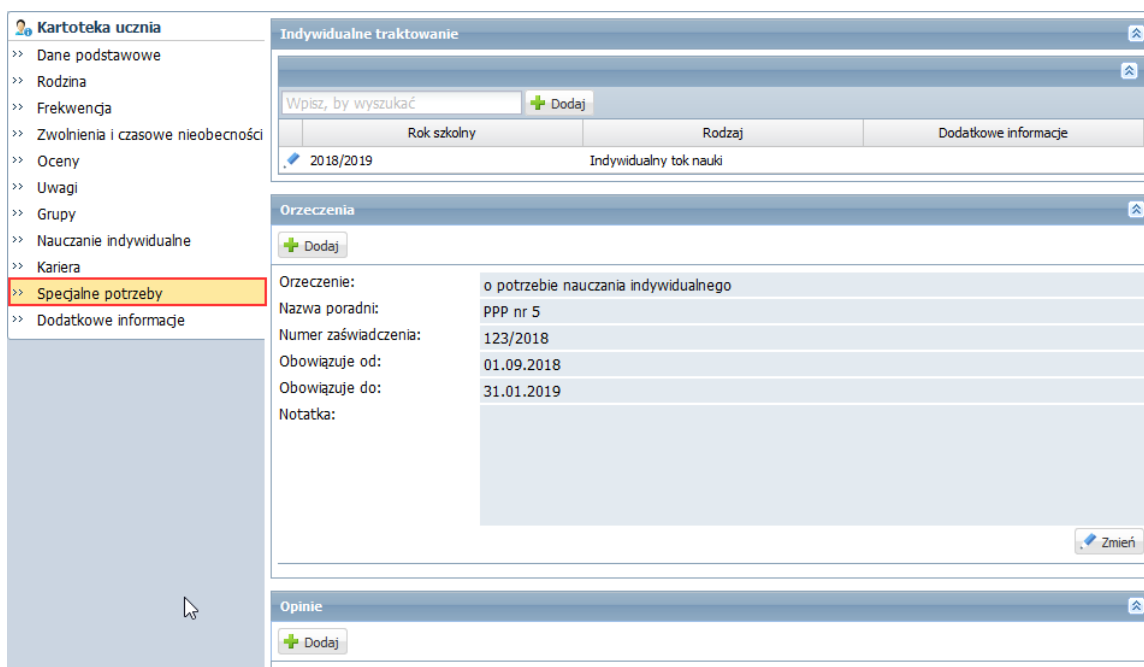 Kartoteka ucznia
>> Dane podstawowe
>> Rodzina
>> Frekwencja
>> Zwolnienia i czasowe nieobecności
>> Oceny
>> Uwagi
>> Grupy
>> Nauczanie indywidualne
>> Kariera
>> Specjalne potrzeby
>> Dodatkowe informacje
Indywidualne traktowanie
Wpisz, by wyszukać Dodaj
Rok szkolny Rodzaj Dodatkowe informacje
2018/2019 Indywidualny tok nauki
Orzeczenia
Dodaj
Orzeczenie: o potrzebie nauczania indywidualnego
Nazwa poradni: PPP nr 5
Numer zaświadczenia: 123/2018
Obowiązuje od: 01.09.2018
Obowiązuje do: 31.01.2019
Notatka:
Zmień
Opinie
Dodaj